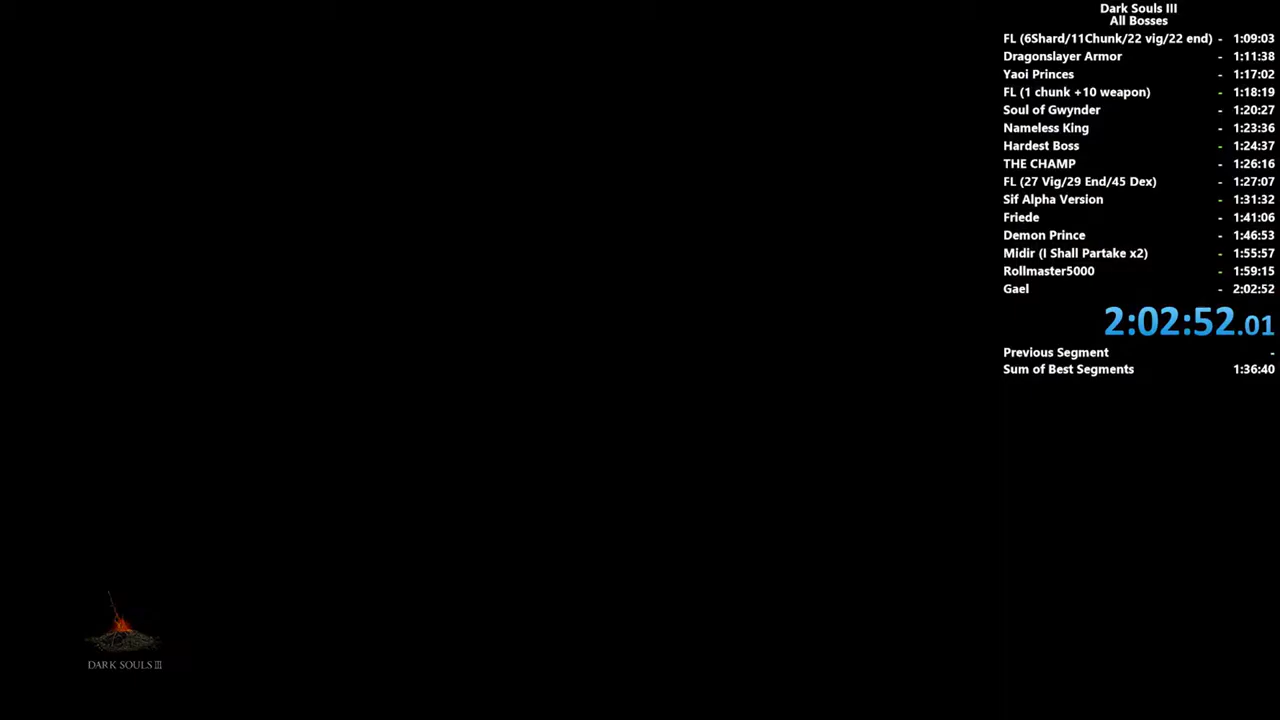 Dark Souls III
All Bosses
FL (6Shard/11Chunk/22 vig/22 end) - 1:09:03
Dragonslayer Armor - 1:11:38
Yaoi Princes - 1:17:02
FL (1 chunk +10 weapon) - 1:18:19
Soul of Gwynder - 1:20:27
Nameless King - 1:23:36
Hardest Boss - 1:24:37
THE CHAMP - 1:26:16
FL (27 Vig/29 End/45 Dex) - 1:27:07
Sif Alpha Version - 1:31:32
Friede - 1:41:06
Demon Prince - 1:46:53
Midir (I Shall Partake x2) - 1:55:57
Rollmaster5000 - 1:59:15
Gael - 2:02:52
2:02:52.01
Previous Segment -
Sum of Best Segments 1:36:40
DARK SOULS III